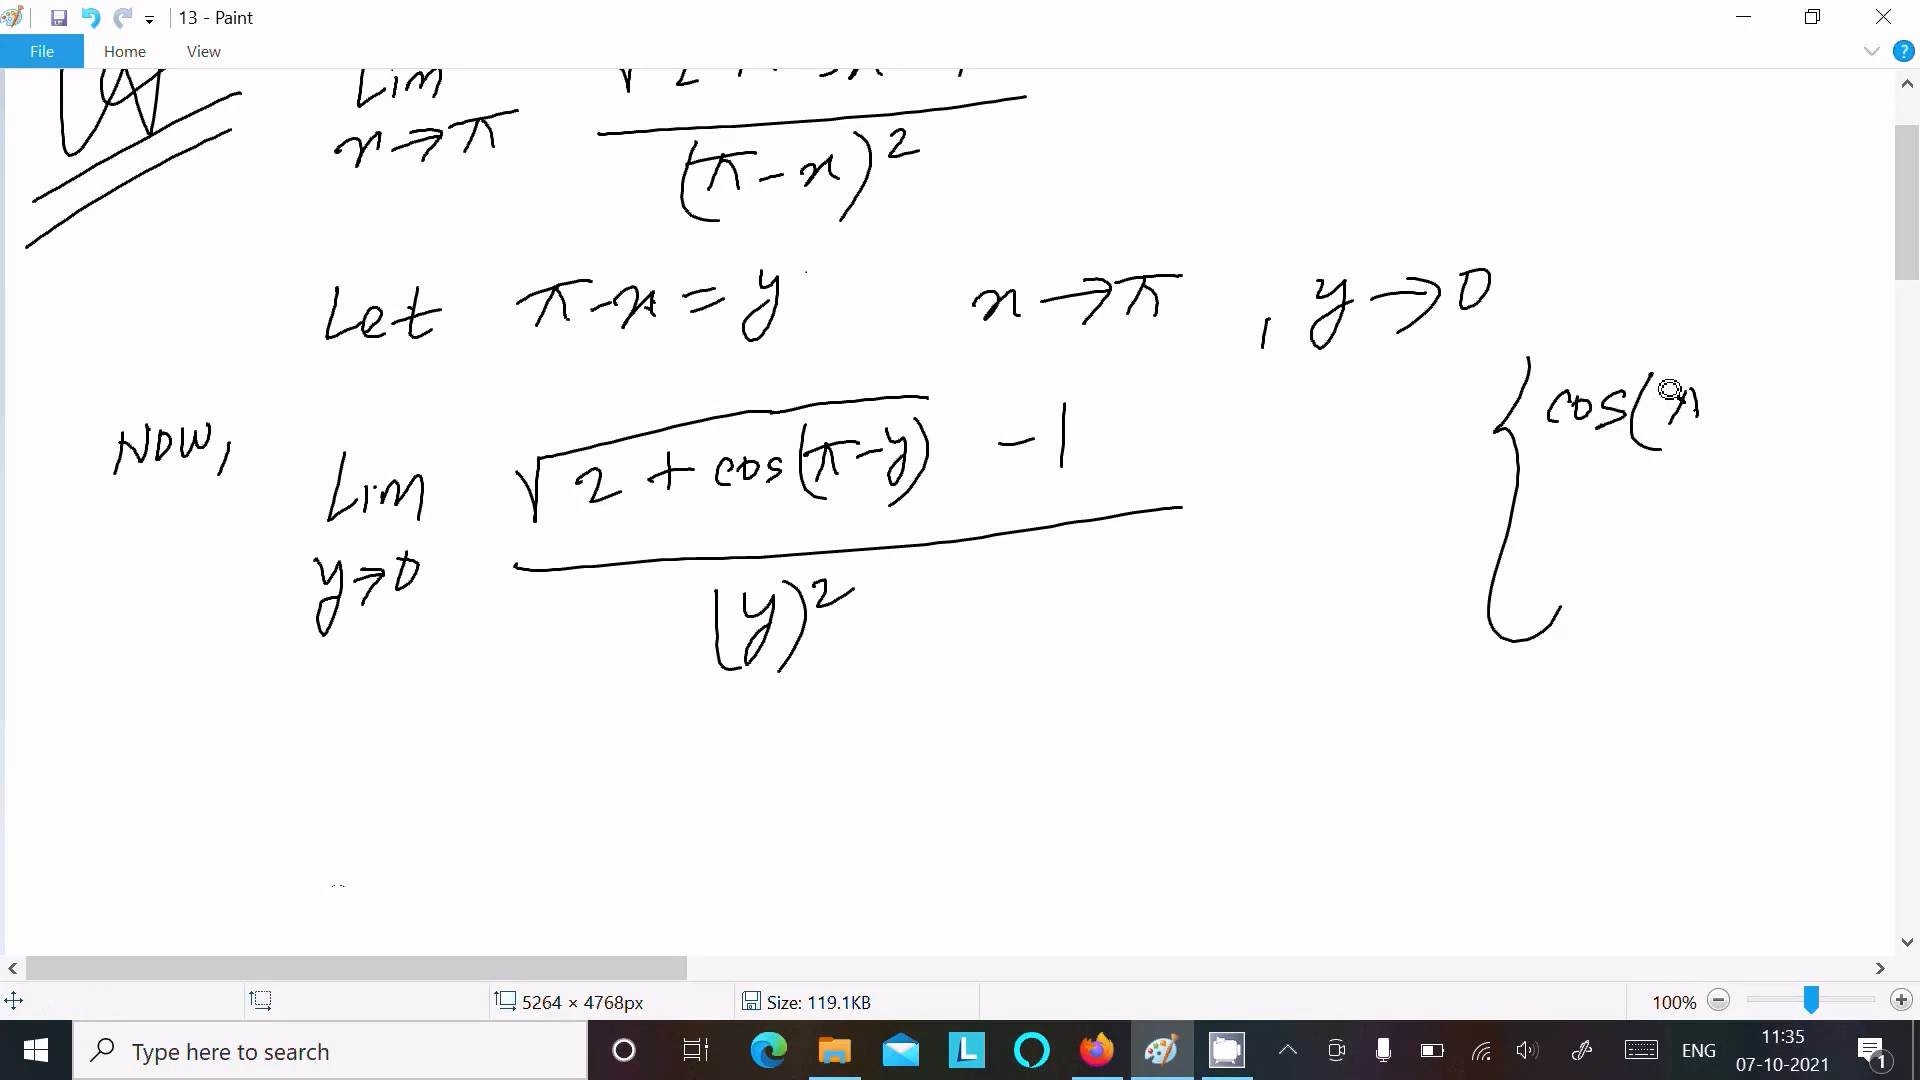 13 - Paint
File Home View
Lim
x→π
(π-x)²
Let π-x = y x→π , y→0
Now,
Lim √2 + cos(π-y) - 1
y→0 (y)²
{ cos(π
5264 × 4768px Size: 119.1KB 100%
Type here to search
L
ENG
11:35
07-10-2021
1